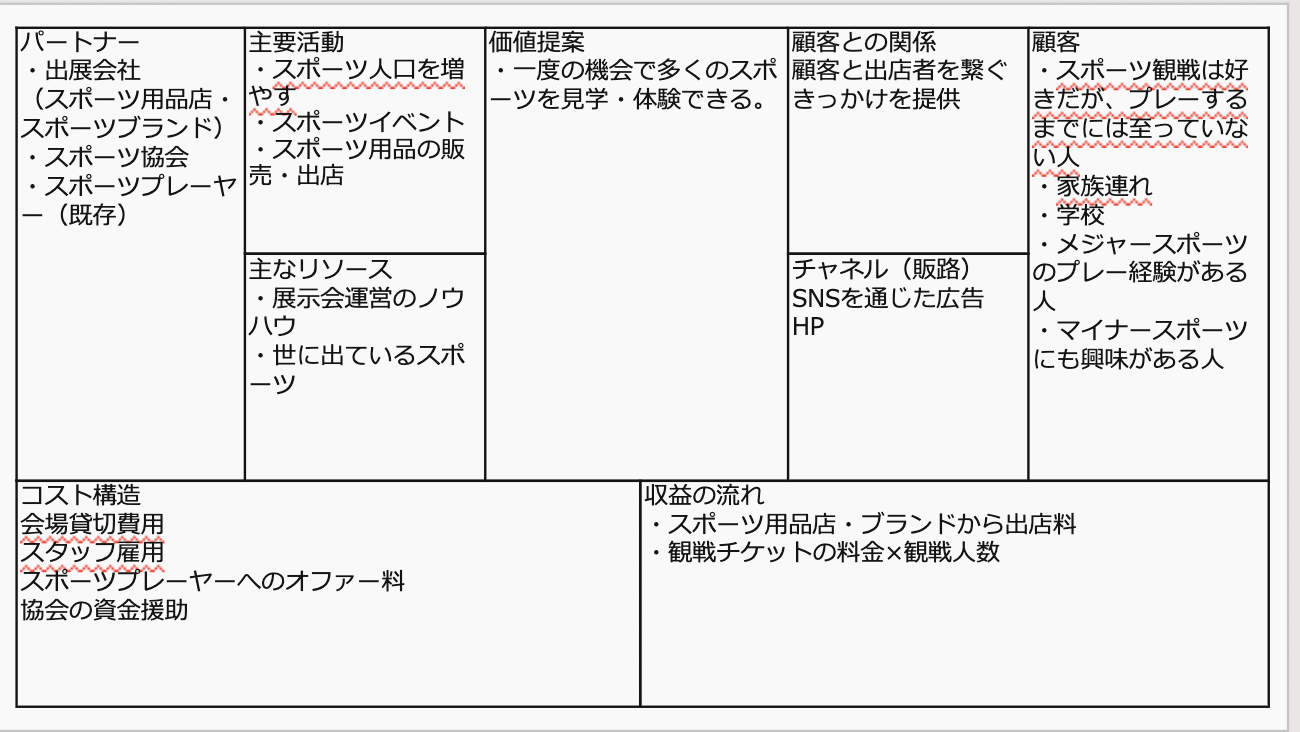 パートナー
・出展会社
（スポーツ用品店・
スポーツブランド）
・スポーツ協会
・スポーツプレーヤ
ー（既存）
主要活動
・スポーツ人口を増
やす
・スポーツイベント
・スポーツ用品の販
売・出店
主なリソース
・展示会運営のノウ
ハウ
・世に出ているスポ
ーツ
価値提案
・一度の機会で多くのスポ
ーツを見学・体験できる。
顧客との関係
顧客と出店者を繋ぐ
きっかけを提供
チャネル（販路）
SNSを通じた広告
HP
顧客
・スポーツ観戦は好
きだが、プレーする
までには至っていな
い人
・家族連れ
・学校
・メジャースポーツ
のプレー経験がある
人
・マイナースポーツ
にも興味がある人
コスト構造
会場貸切費用
スタッフ雇用
スポーツプレーヤーへのオファー料
協会の資金援助
収益の流れ
・スポーツ用品店・ブランドから出店料
・観戦チケットの料金×観戦人数